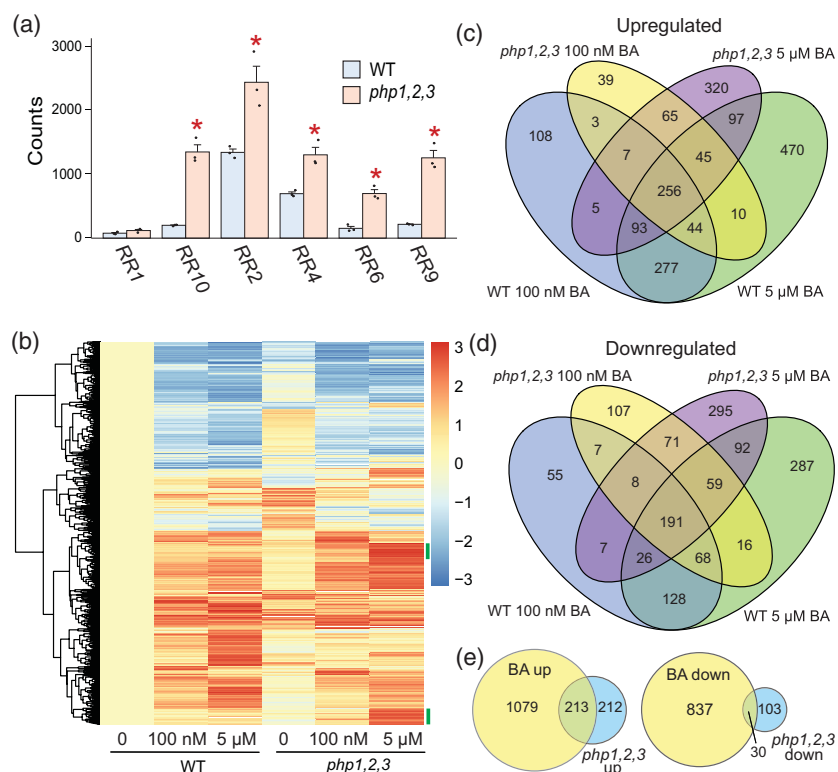 (a)
3000
2000
1000
0
Counts
WT
php1,2,3
*
*
*
*
*
RR1
RR10
RR2
RR4
RR6
RR9
(b)
3
2
1
0
−1
−2
−3
0
100 nM
5 µM
0
100 nM
5 µM
WT
php1,2,3
(c)
Upregulated
php1,2,3 100 nM BA
php1,2,3 5 µM BA
39
320
108
3
65
97
470
7
45
256
5
10
93
44
277
WT 100 nM BA
WT 5 µM BA
(d)
Downregulated
php1,2,3 100 nM BA
php1,2,3 5 µM BA
107
295
55
7
71
92
287
8
59
191
7
16
26
68
128
WT 100 nM BA
WT 5 µM BA
(e)
BA up
1079
213
212
php1,2,3
up
BA down
837
103
30
php1,2,3
down